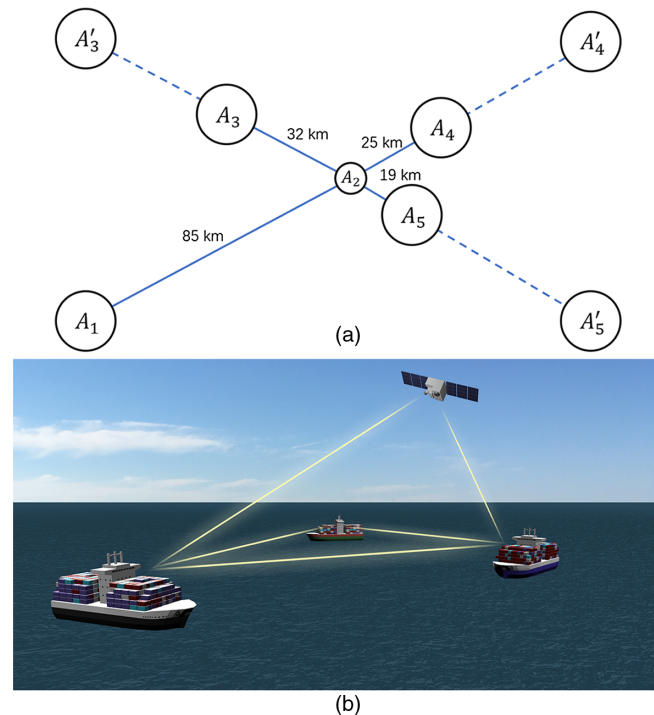 A′₃
A′₄
A₃
32 km
25 km
A₄
A₂
19 km
A₅
85 km
A₁
A′₅
(a)
(b)